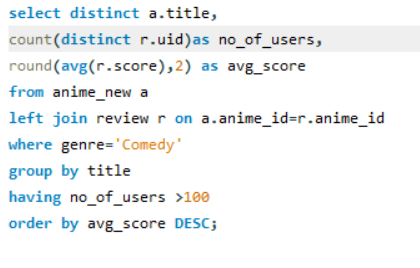 select distinct a.title,
count(distinct r.uid)as no_of_users,
round(avg(r.score),2) as avg_score
from anime_new a
left join review r on a.anime_id=r.anime_id
where genre='Comedy'
group by title
having no_of_users >100
order by avg_score DESC;